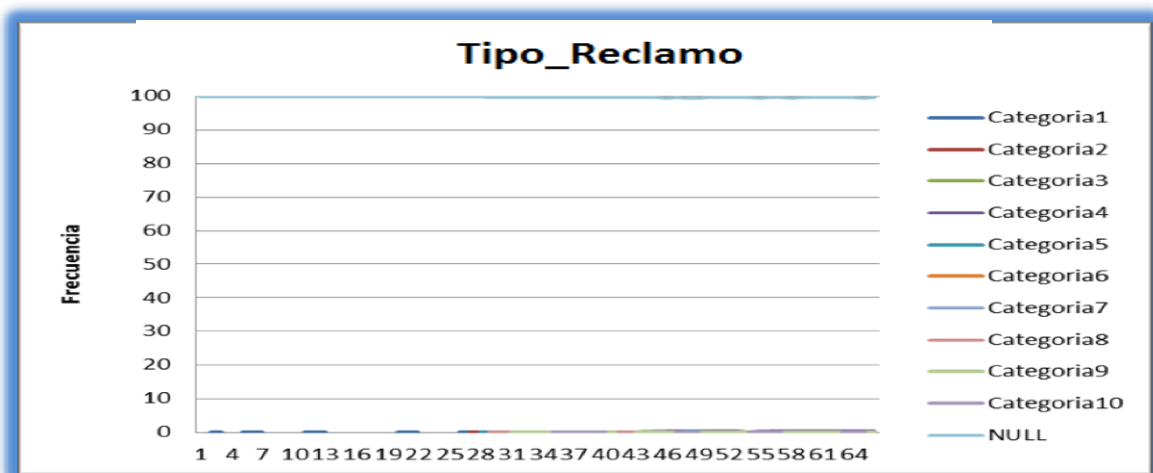 Tipo_Reclamo
100
90
80
70
60
50
40
30
20
10
0
Frecuencia
1 4 7 10 13 16 19 22 25 28 31 34 37 40 43 46 49 52 55 58 61 64
Categoria1
Categoria2
Categoria3
Categoria4
Categoria5
Categoria6
Categoria7
Categoria8
Categoria9
Categoria10
NULL